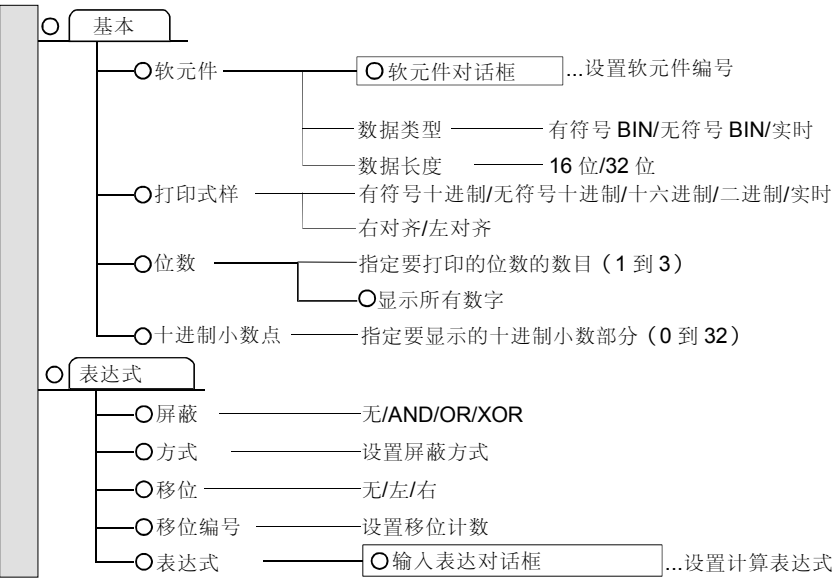 基本
软元件 软元件对话框 ...设置软元件编号
数据类型 有符号 BIN/无符号 BIN/实时
数据长度 16 位/32 位
打印式样 有符号十进制/无符号十进制/十六进制/二进制/实时
右对齐/左对齐
位数 指定要打印的位数的数目（1 到 3）
显示所有数字
十进制小数点 指定要显示的十进制小数部分（0 到 32）
表达式
屏蔽 无/AND/OR/XOR
方式 设置屏蔽方式
移位 无/左/右
移位编号 设置移位计数
表达式 输入表达对话框 ...设置计算表达式